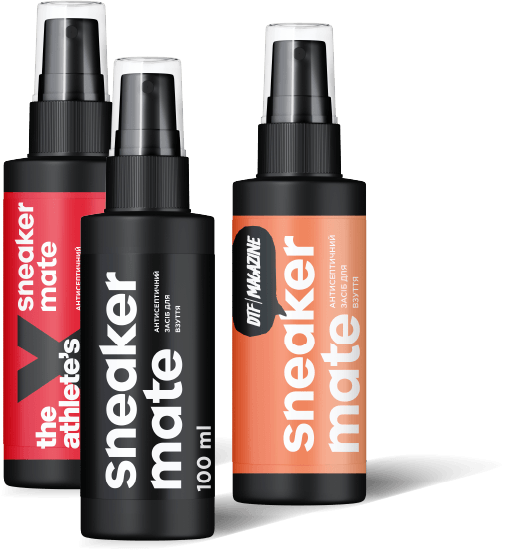 sneaker
mate
АНТИСЕПТИЧНИЙ
the
athlete's
sneaker
mate
АНТИСЕПТИЧНИЙ
ЗАСІБ ДЛЯ
ВЗУТТЯ
100 ml
DTF/MAGAZINE
sneaker
mate
АНТИСЕПТИЧНИЙ
ЗАСІБ ДЛЯ
ВЗУТТЯ